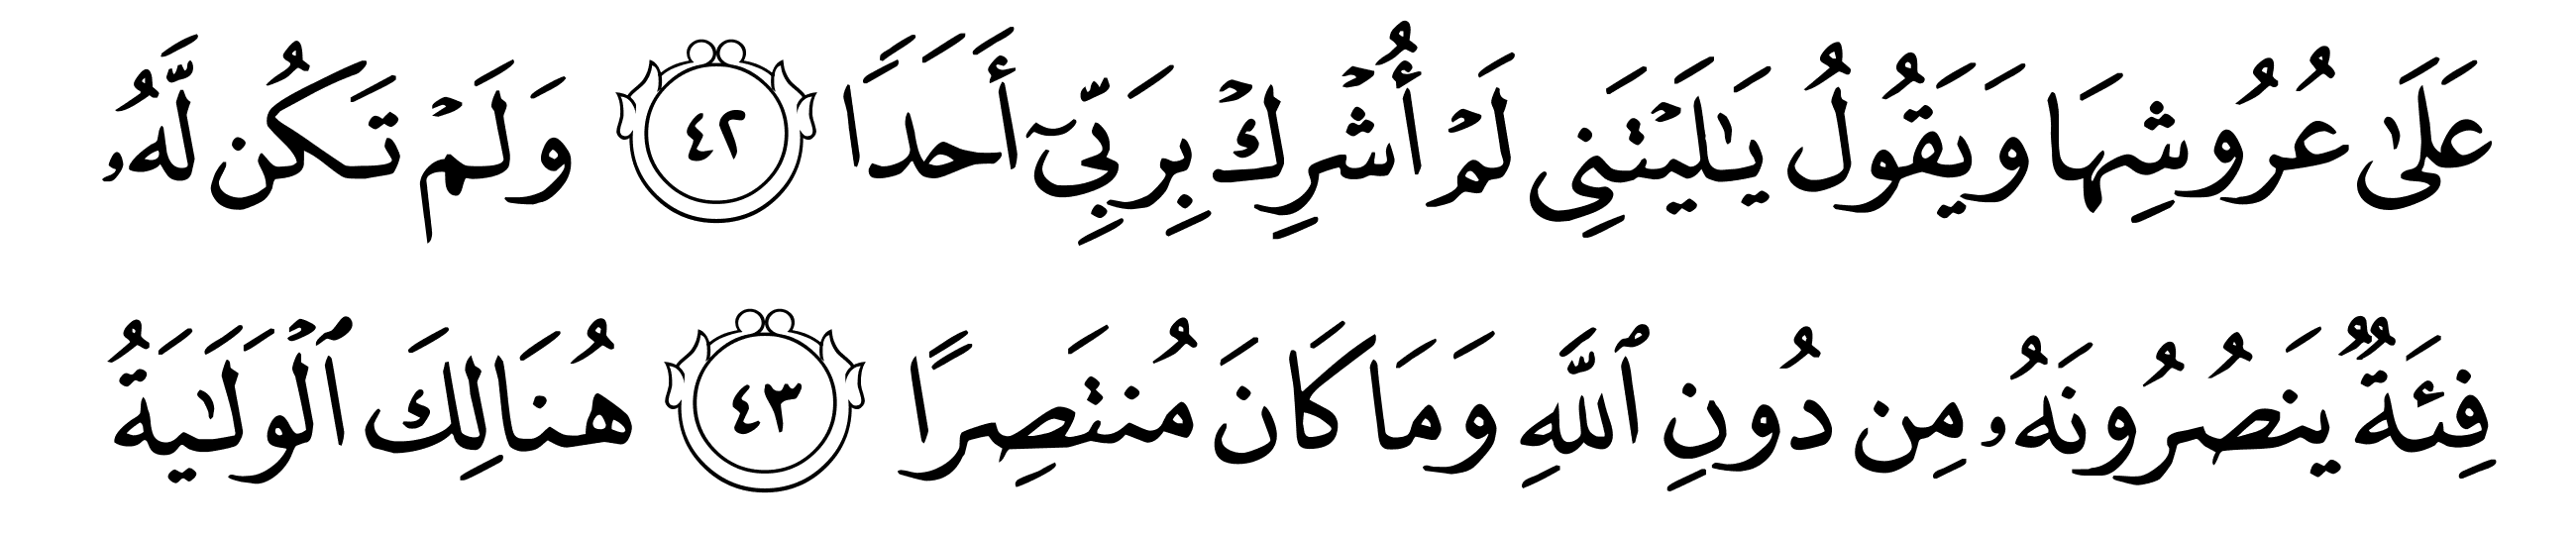 عَلَىٰ عُرُوشِهَا وَيَقُولُ يَٰلَيۡتَنِي لَمۡ أُشۡرِكۡ بِرَبِّيٓ أَحَدًا ٤٢ وَلَمۡ تَكُن لَّهُۥ
فِئَةٌ يَنصُرُونَهُۥ مِن دُونِ ٱللَّهِ وَمَا كَانَ مُنتَصِرًا ٤٣ هُنَالِكَ ٱلۡوَلَٰيَةُ